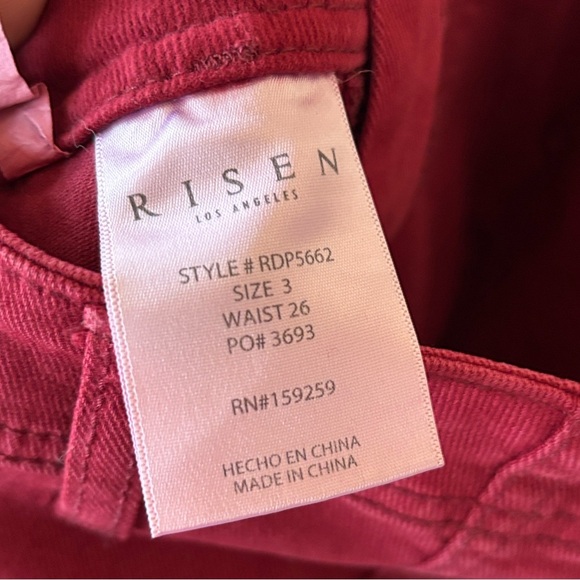 RISEN
LOS ANGELES
STYLE # RDP5662
SIZE 3
WAIST 26
PO# 3693
RN#159259
HECHO EN CHINA
MADE IN CHINA